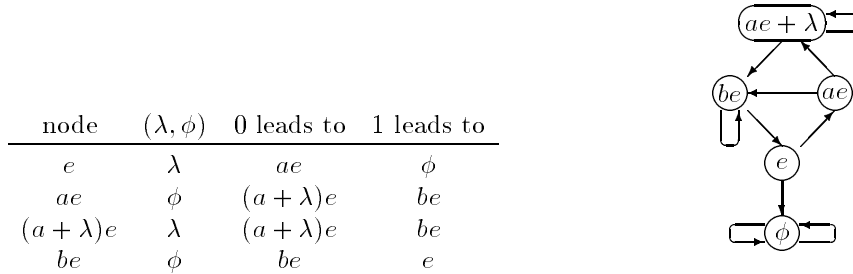 node (λ, ϕ) 0 leads to 1 leads to
e λ ae ϕ
ae ϕ (a + λ)e be
(a + λ)e λ (a + λ)e be
be ϕ be e
ae + λ
be ae
e
ϕ